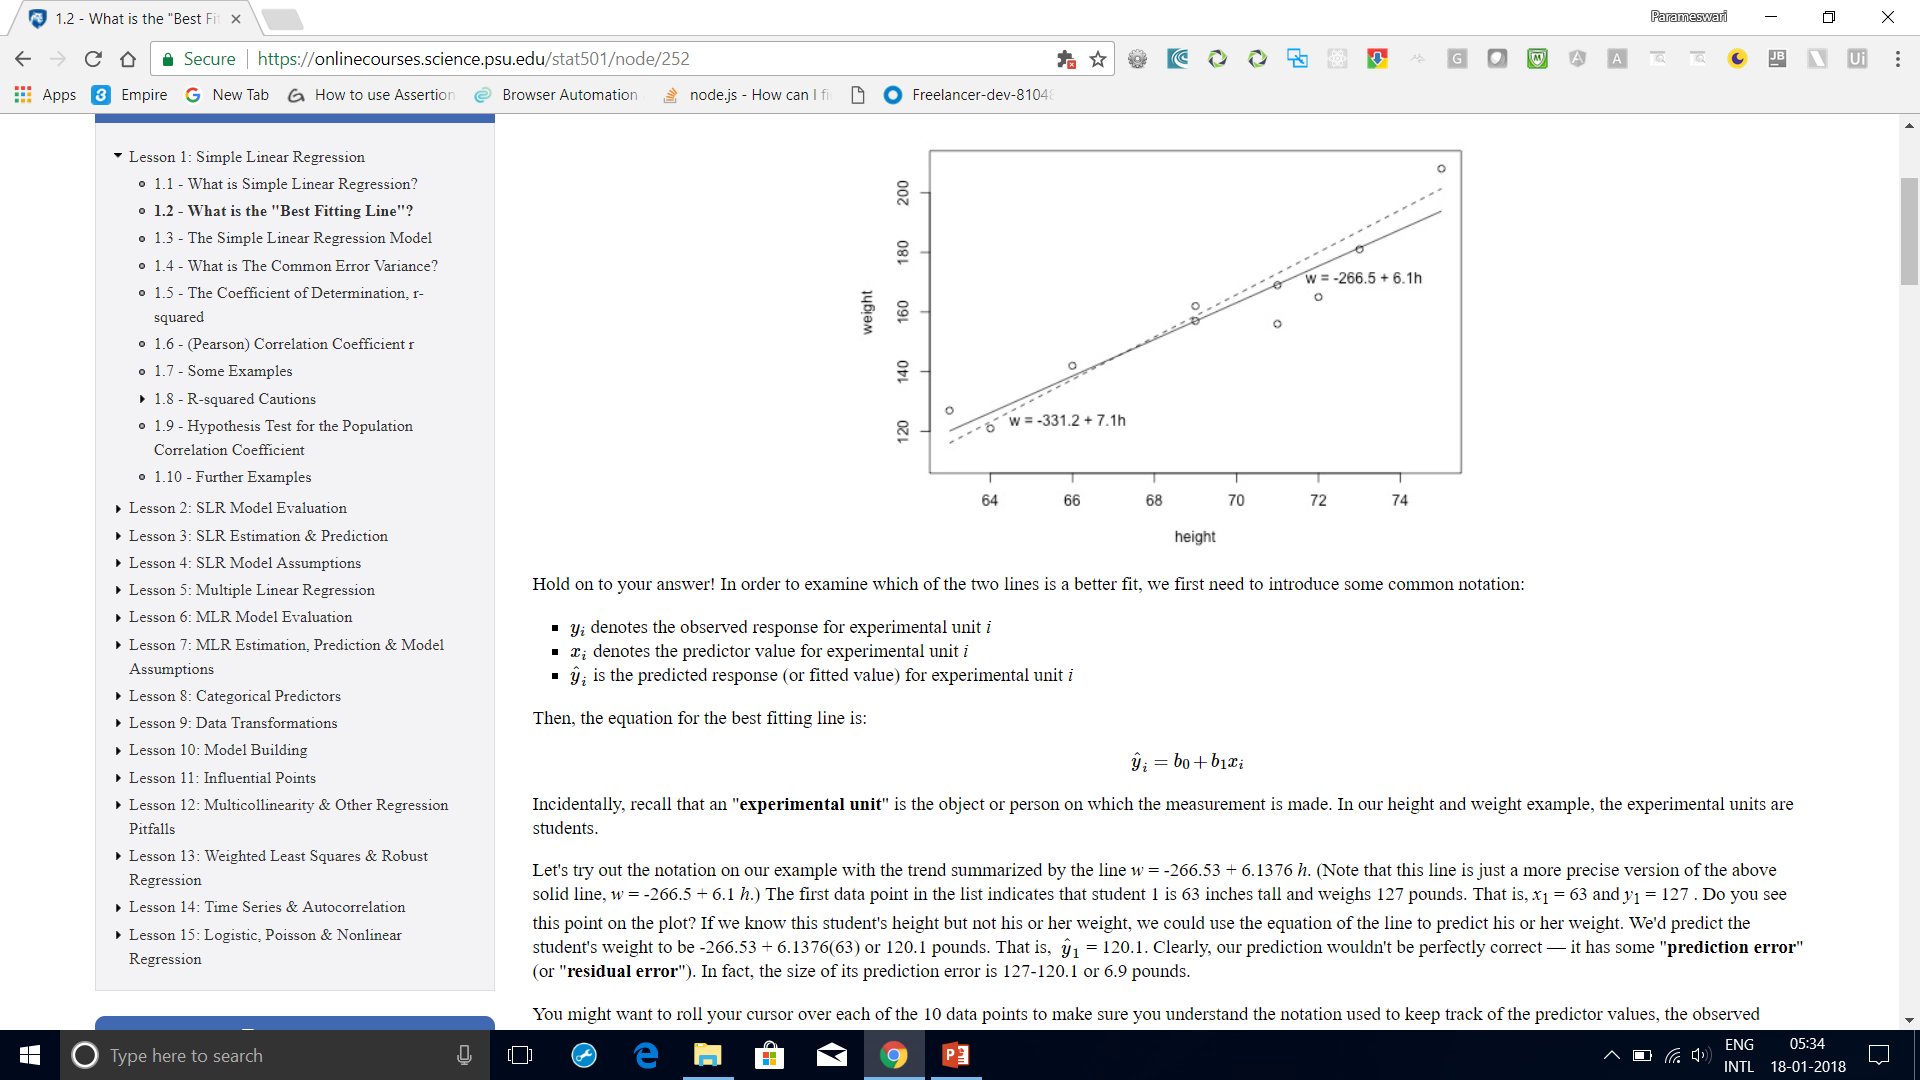 1.2 - What is the "Best Fit
Parameswari
Secure
https://onlinecourses.science.psu.edu/stat501/node/252
Apps
Empire
New Tab
How to use Assertion
Browser Automation
node.js - How can I fi
Freelancer-dev-81048
Lesson 1: Simple Linear Regression
1.1 - What is Simple Linear Regression?
1.2 - What is the "Best Fitting Line"?
1.3 - The Simple Linear Regression Model
1.4 - What is The Common Error Variance?
1.5 - The Coefficient of Determination, r-
squared
1.6 - (Pearson) Correlation Coefficient r
1.7 - Some Examples
1.8 - R-squared Cautions
1.9 - Hypothesis Test for the Population
Correlation Coefficient
1.10 - Further Examples
Lesson 2: SLR Model Evaluation
Lesson 3: SLR Estimation & Prediction
Lesson 4: SLR Model Assumptions
Lesson 5: Multiple Linear Regression
Lesson 6: MLR Model Evaluation
Lesson 7: MLR Estimation, Prediction & Model
Assumptions
Lesson 8: Categorical Predictors
Lesson 9: Data Transformations
Lesson 10: Model Building
Lesson 11: Influential Points
Lesson 12: Multicollinearity & Other Regression
Pitfalls
Lesson 13: Weighted Least Squares & Robust
Regression
Lesson 14: Time Series & Autocorrelation
Lesson 15: Logistic, Poisson & Nonlinear
Regression
weight
200
180
160
140
120
w = -266.5 + 6.1h
w = -331.2 + 7.1h
64 66 68 70 72 74
height
Hold on to your answer! In order to examine which of the two lines is a better fit, we first need to introduce some common notation:
yᵢ denotes the observed response for experimental unit i
xᵢ denotes the predictor value for experimental unit i
ŷᵢ is the predicted response (or fitted value) for experimental unit i
Then, the equation for the best fitting line is:
ŷᵢ = b₀ + b₁xᵢ
Incidentally, recall that an "experimental unit" is the object or person on which the measurement is made. In our height and weight example, the experimental units are
students.
Let's try out the notation on our example with the trend summarized by the line w = -266.53 + 6.1376 h. (Note that this line is just a more precise version of the above
solid line, w = -266.5 + 6.1 h.) The first data point in the list indicates that student 1 is 63 inches tall and weighs 127 pounds. That is, x₁ = 63 and y₁ = 127 . Do you see
this point on the plot? If we know this student's height but not his or her weight, we could use the equation of the line to predict his or her weight. We'd predict the
student's weight to be -266.53 + 6.1376(63) or 120.1 pounds. That is, ŷ₁ = 120.1. Clearly, our prediction wouldn't be perfectly correct — it has some "prediction error"
(or "residual error"). In fact, the size of its prediction error is 127-120.1 or 6.9 pounds.
You might want to roll your cursor over each of the 10 data points to make sure you understand the notation used to keep track of the predictor values, the observed
Type here to search
ENG
INTL
05:34
18-01-2018